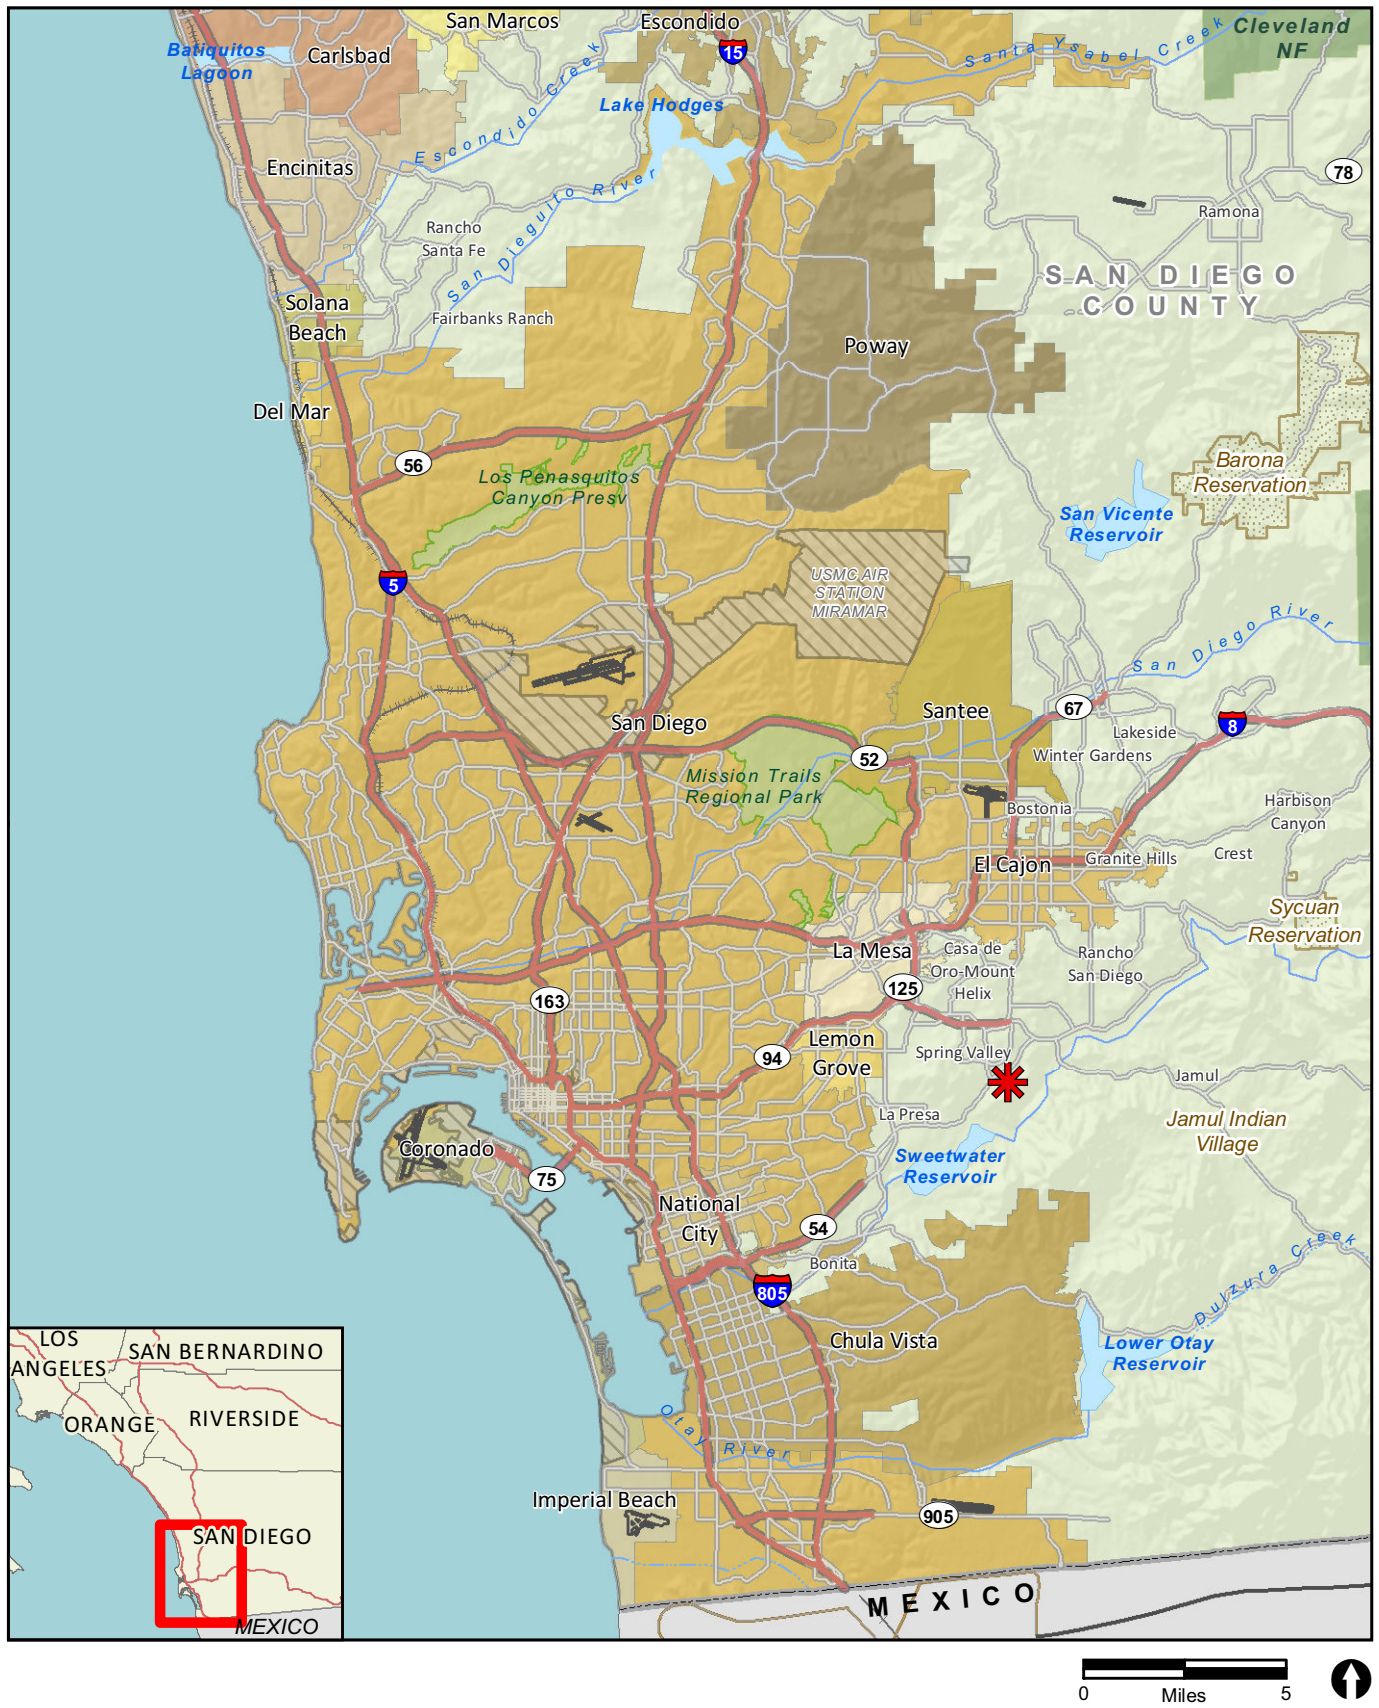 San Marcos
Escondido
Cleveland
NF
Batiquitos
Lagoon
Carlsbad
15
Santa Ysabel Creek
Escondido Creek
Lake Hodges
Encinitas
78
San Dieguito River
Ramona
Rancho
Santa Fe
SAN DIEGO
COUNTY
Solana
Beach
Fairbanks Ranch
Poway
Del Mar
56
Los Penasquitos
Canyon Presv
Barona
Reservation
San Vicente
Reservoir
5
USMC AIR
STATION
MIRAMAR
San Diego River
San Diego
Santee
67
8
Lakeside
Winter Gardens
52
Mission Trails
Regional Park
Bostonia
Harbison
Canyon
El Cajon
Granite Hills
Crest
Sycuan
Reservation
La Mesa
Casa de
Oro-Mount
Helix
Rancho
San Diego
125
163
Lemon
Grove
94
Spring Valley
Jamul
La Presa
Jamul Indian
Village
Coronado
75
Sweetwater
Reservoir
National
City
54
Bonita
805
Dulzura Creek
Chula Vista
Lower Otay
Reservoir
Otay River
Imperial Beach
905
MEXICO
LOS
ANGELES
SAN BERNARDINO
ORANGE
RIVERSIDE
SAN DIEGO
MEXICO
0 Miles 5